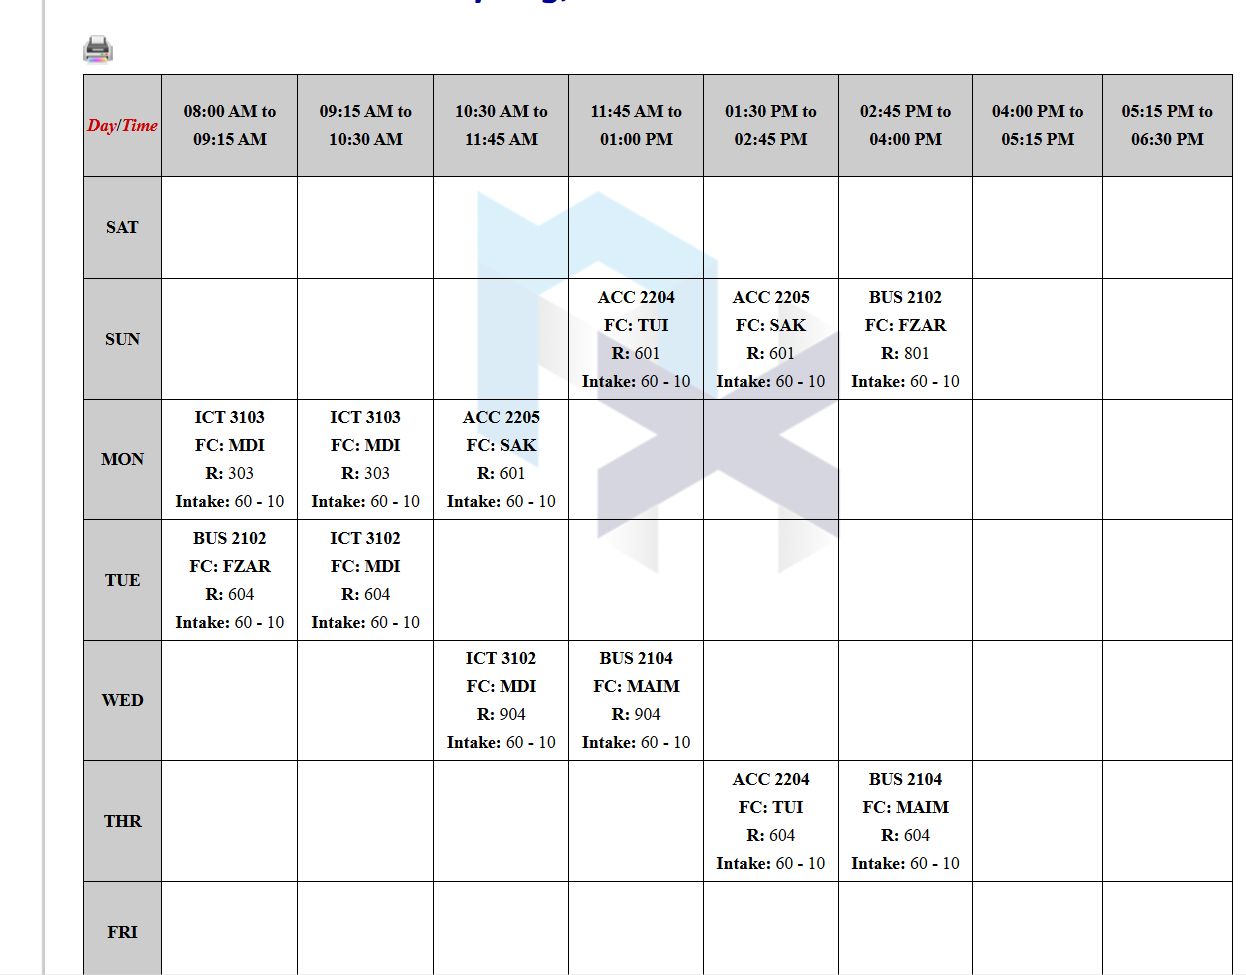 Day/Time
08:00 AM to
09:15 AM
09:15 AM to
10:30 AM
10:30 AM to
11:45 AM
11:45 AM to
01:00 PM
01:30 PM to
02:45 PM
02:45 PM to
04:00 PM
04:00 PM to
05:15 PM
05:15 PM to
06:30 PM
SAT
SUN
ACC 2204
FC: TUI
R: 601
Intake: 60 - 10
ACC 2205
FC: SAK
R: 601
Intake: 60 - 10
BUS 2102
FC: FZAR
R: 801
Intake: 60 - 10
MON
ICT 3103
FC: MDI
R: 303
Intake: 60 - 10
ICT 3103
FC: MDI
R: 303
Intake: 60 - 10
ACC 2205
FC: SAK
R: 601
Intake: 60 - 10
TUE
BUS 2102
FC: FZAR
R: 604
Intake: 60 - 10
ICT 3102
FC: MDI
R: 604
Intake: 60 - 10
WED
ICT 3102
FC: MDI
R: 904
Intake: 60 - 10
BUS 2104
FC: MAIM
R: 904
Intake: 60 - 10
THR
ACC 2204
FC: TUI
R: 604
Intake: 60 - 10
BUS 2104
FC: MAIM
R: 604
Intake: 60 - 10
FRI